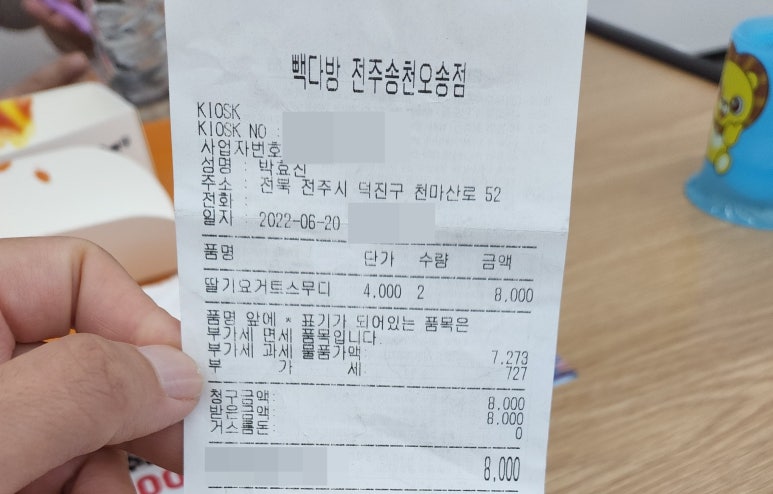 빽다방 전주송천오송점
KIOSK
KIOSK NO :
사업자번호
성명 : 박효진
주소 : 전북 전주시 덕진구 천마산로 52
전화 :
일자 : 2022-06-20
품명 단가 수량 금액
딸기요거트스무디 4,000 2 8,000
품명 앞에 * 표기가 되어있는 품목은
부가세 면세 품목입니다.
부가세 과세 물품가액: 7,273
부 가 세: 727
청구금액: 8,000
받은금액: 8,000
거스름돈: 0
8,000